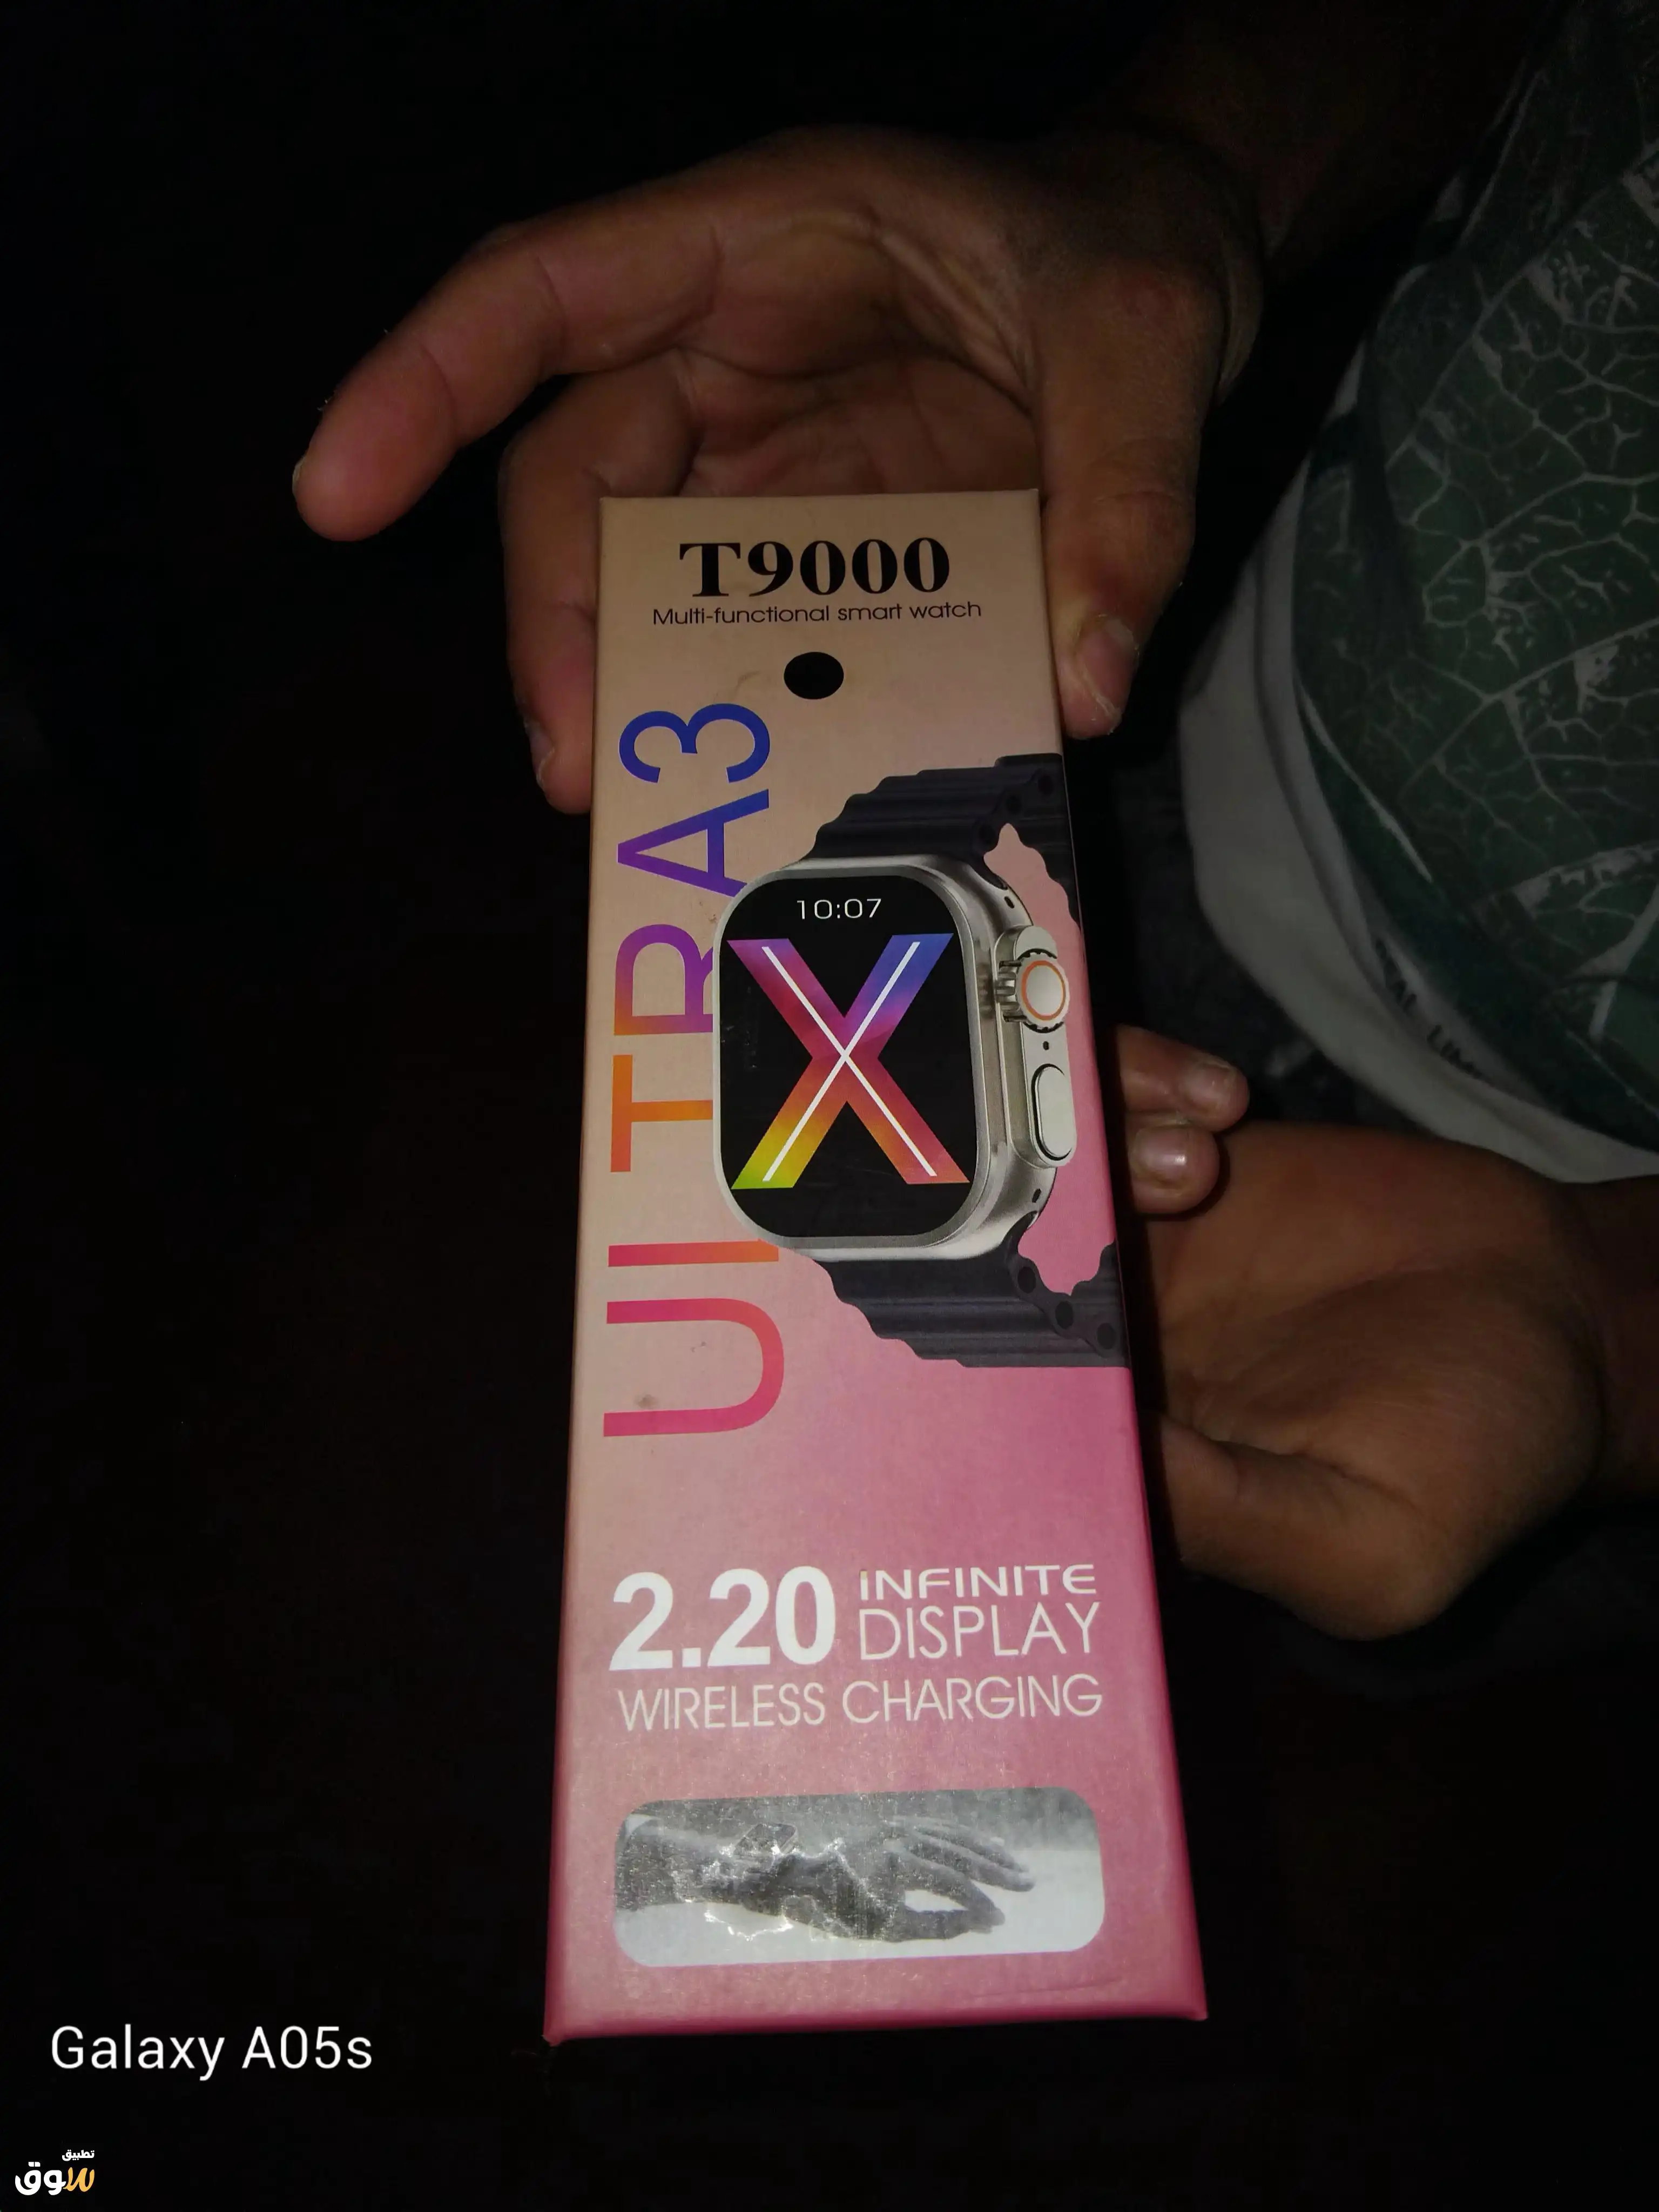 T9000
Multi-functional smart watch
ULTRA3
10:07
X
2.20 INFINITE
DISPLAY
WIRELESS CHARGING
Galaxy A05s
تطبيق
سوق